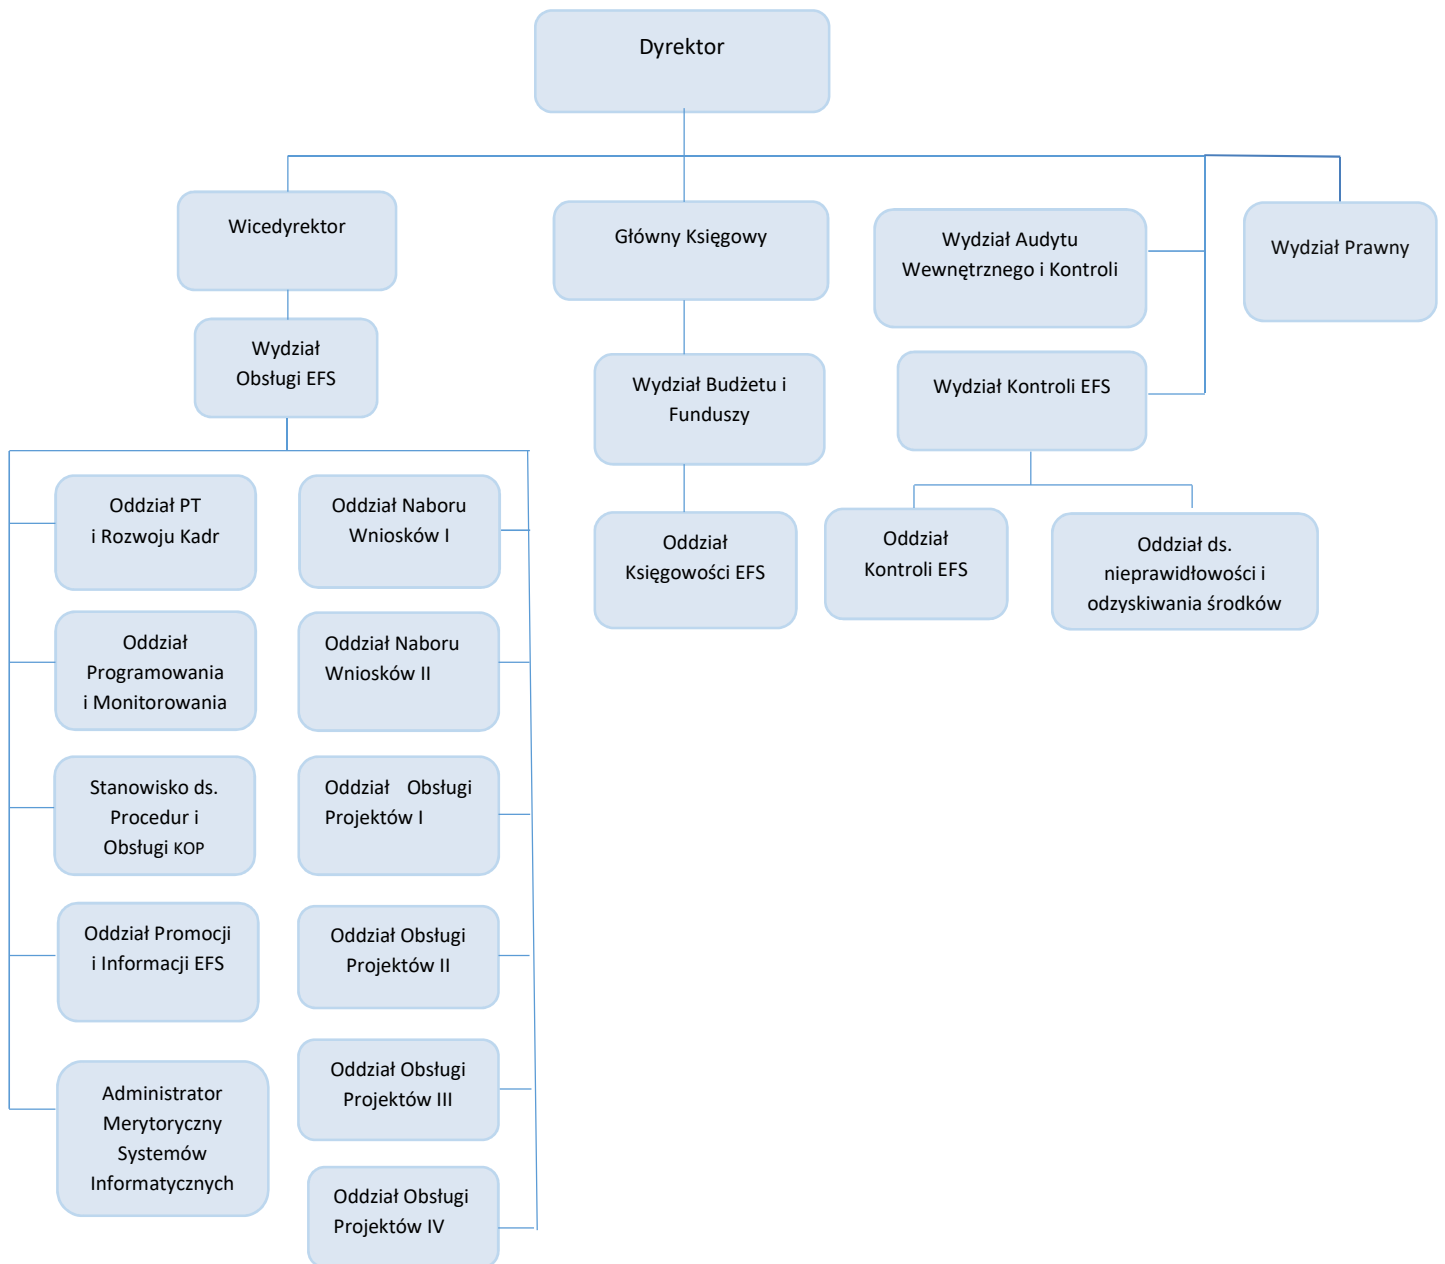 Dyrektor
Wicedyrektor
Główny Księgowy
Wydział Audytu
Wewnętrznego i Kontroli
Wydział Prawny
Wydział
Obsługi EFS
Wydział Budżetu i
Funduszy
Wydział Kontroli EFS
Oddział PT
i Rozwoju Kadr
Oddział Naboru
Wniosków I
Oddział
Księgowości EFS
Oddział
Kontroli EFS
Oddział ds.
nieprawidłowości i
odzyskiwania środków
Oddział
Programowania
i Monitorowania
Oddział Naboru
Wniosków II
Stanowisko ds.
Procedur i
Obsługi KOP
Oddział Obsługi
Projektów I
Oddział Promocji
i Informacji EFS
Oddział Obsługi
Projektów II
Administrator
Merytoryczny
Systemów
Informatycznych
Oddział Obsługi
Projektów III
Oddział Obsługi
Projektów IV